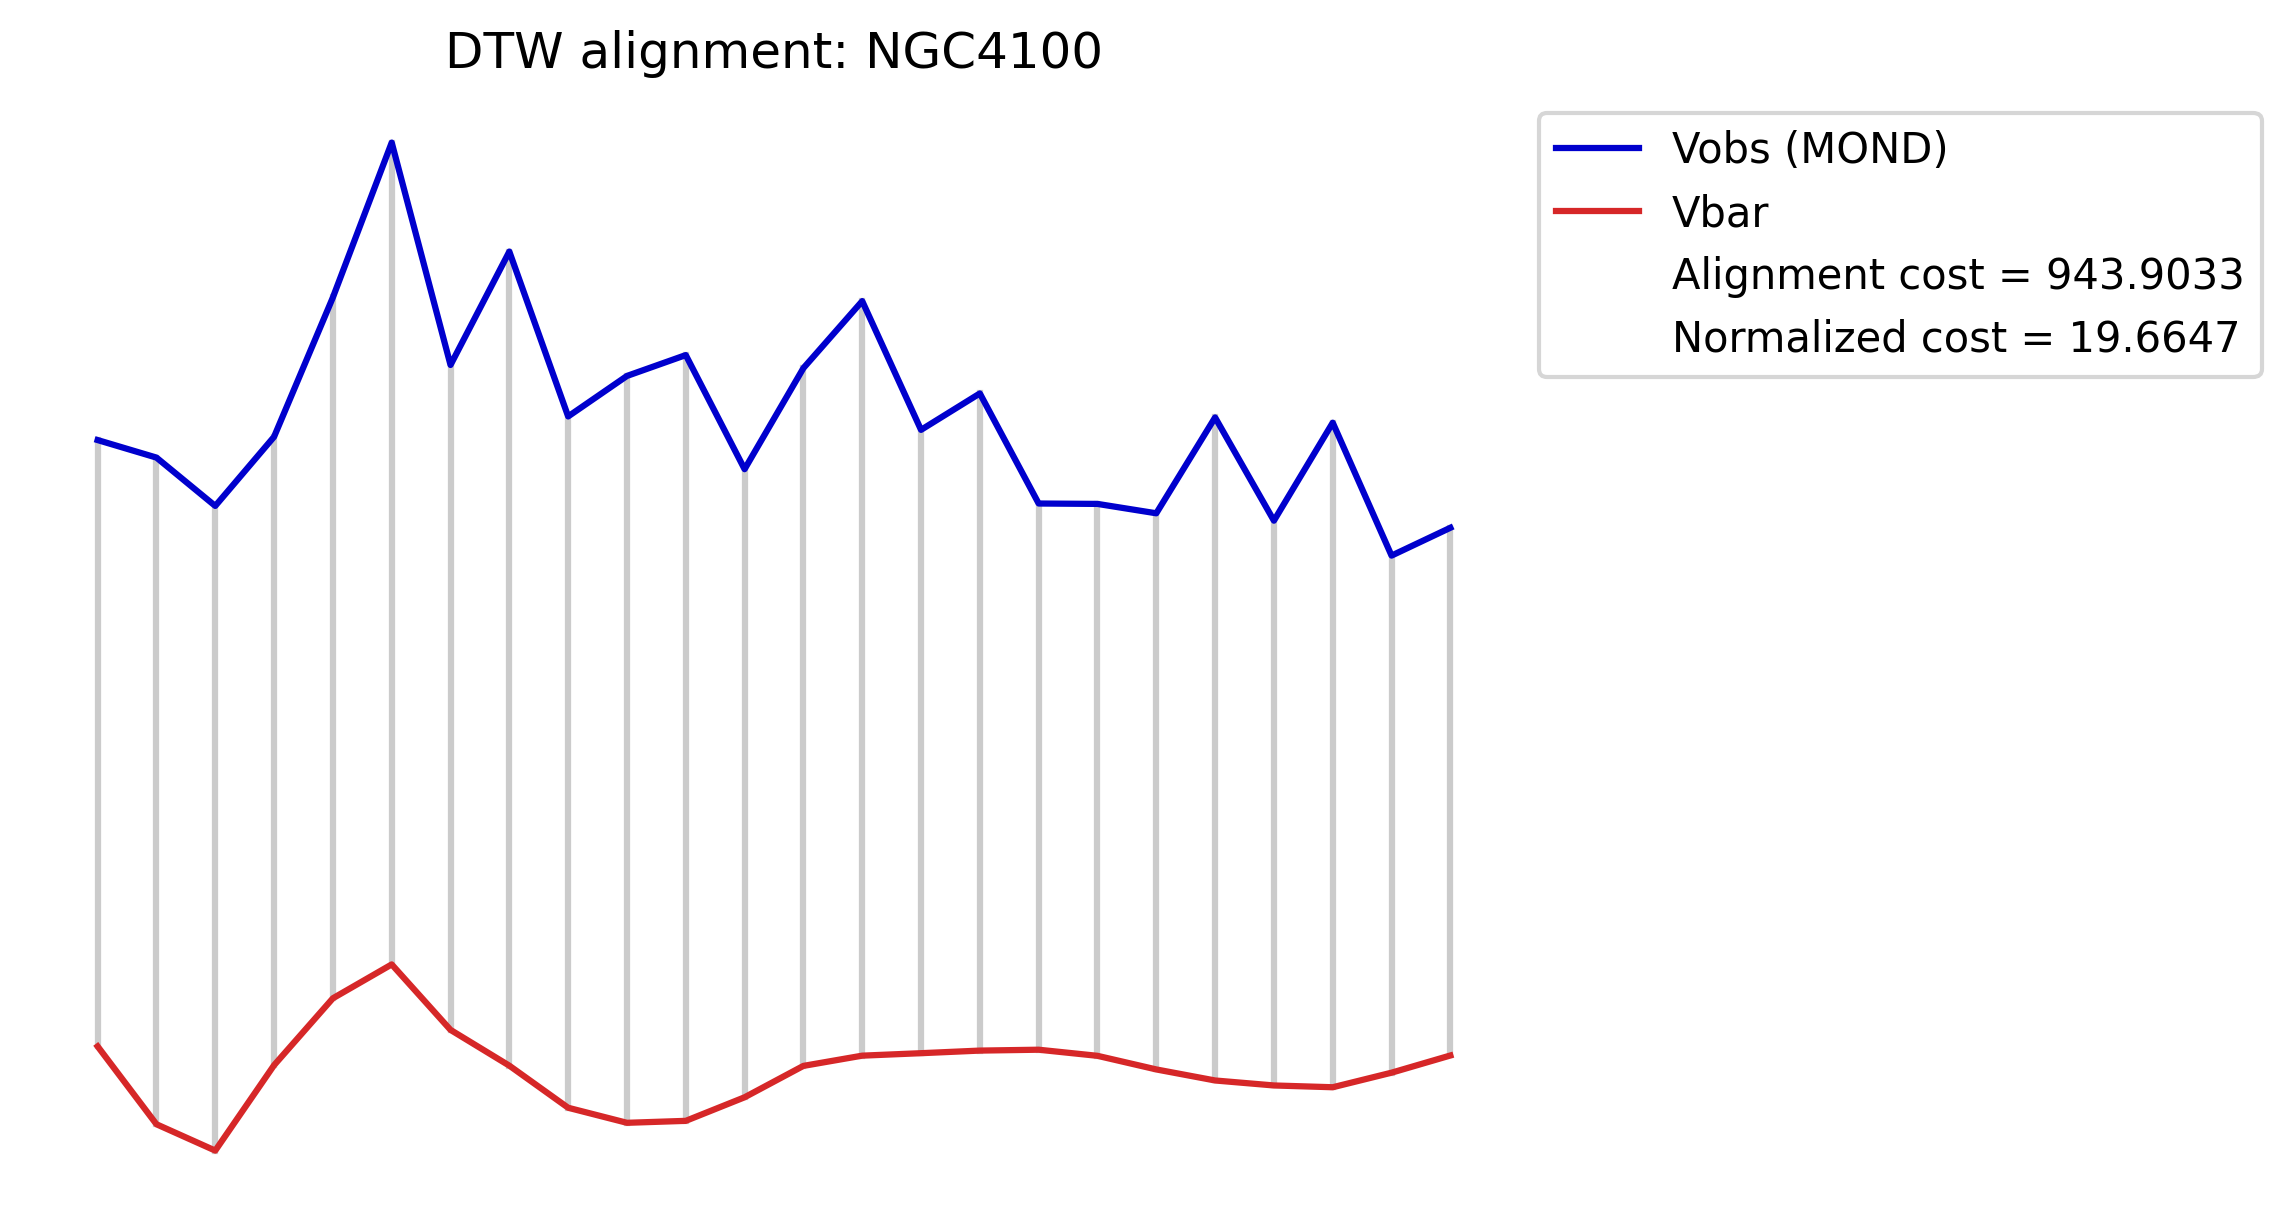 DTW alignment: NGC4100
Vobs (MOND)
Vbar
Alignment cost = 943.9033
Normalized cost = 19.6647